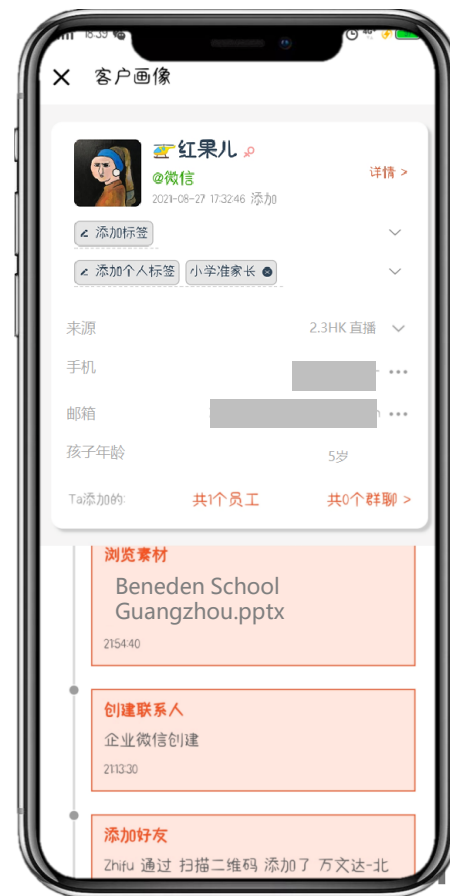 18:39
客户画像
红果儿
@微信
详情 >
2021-08-27 17:32:46 添加
添加标签
添加个人标签 小学准家长
来源 2.3HK 直播
手机
邮箱
孩子年龄 5岁
Ta添加的: 共1个员工 共0个群聊 >
浏览素材
Beneden School
Guangzhou.pptx
21:54:40
创建联系人
企业微信创建
21:13:30
添加好友
Zhifu 通过 扫描二维码 添加了 万文达-北